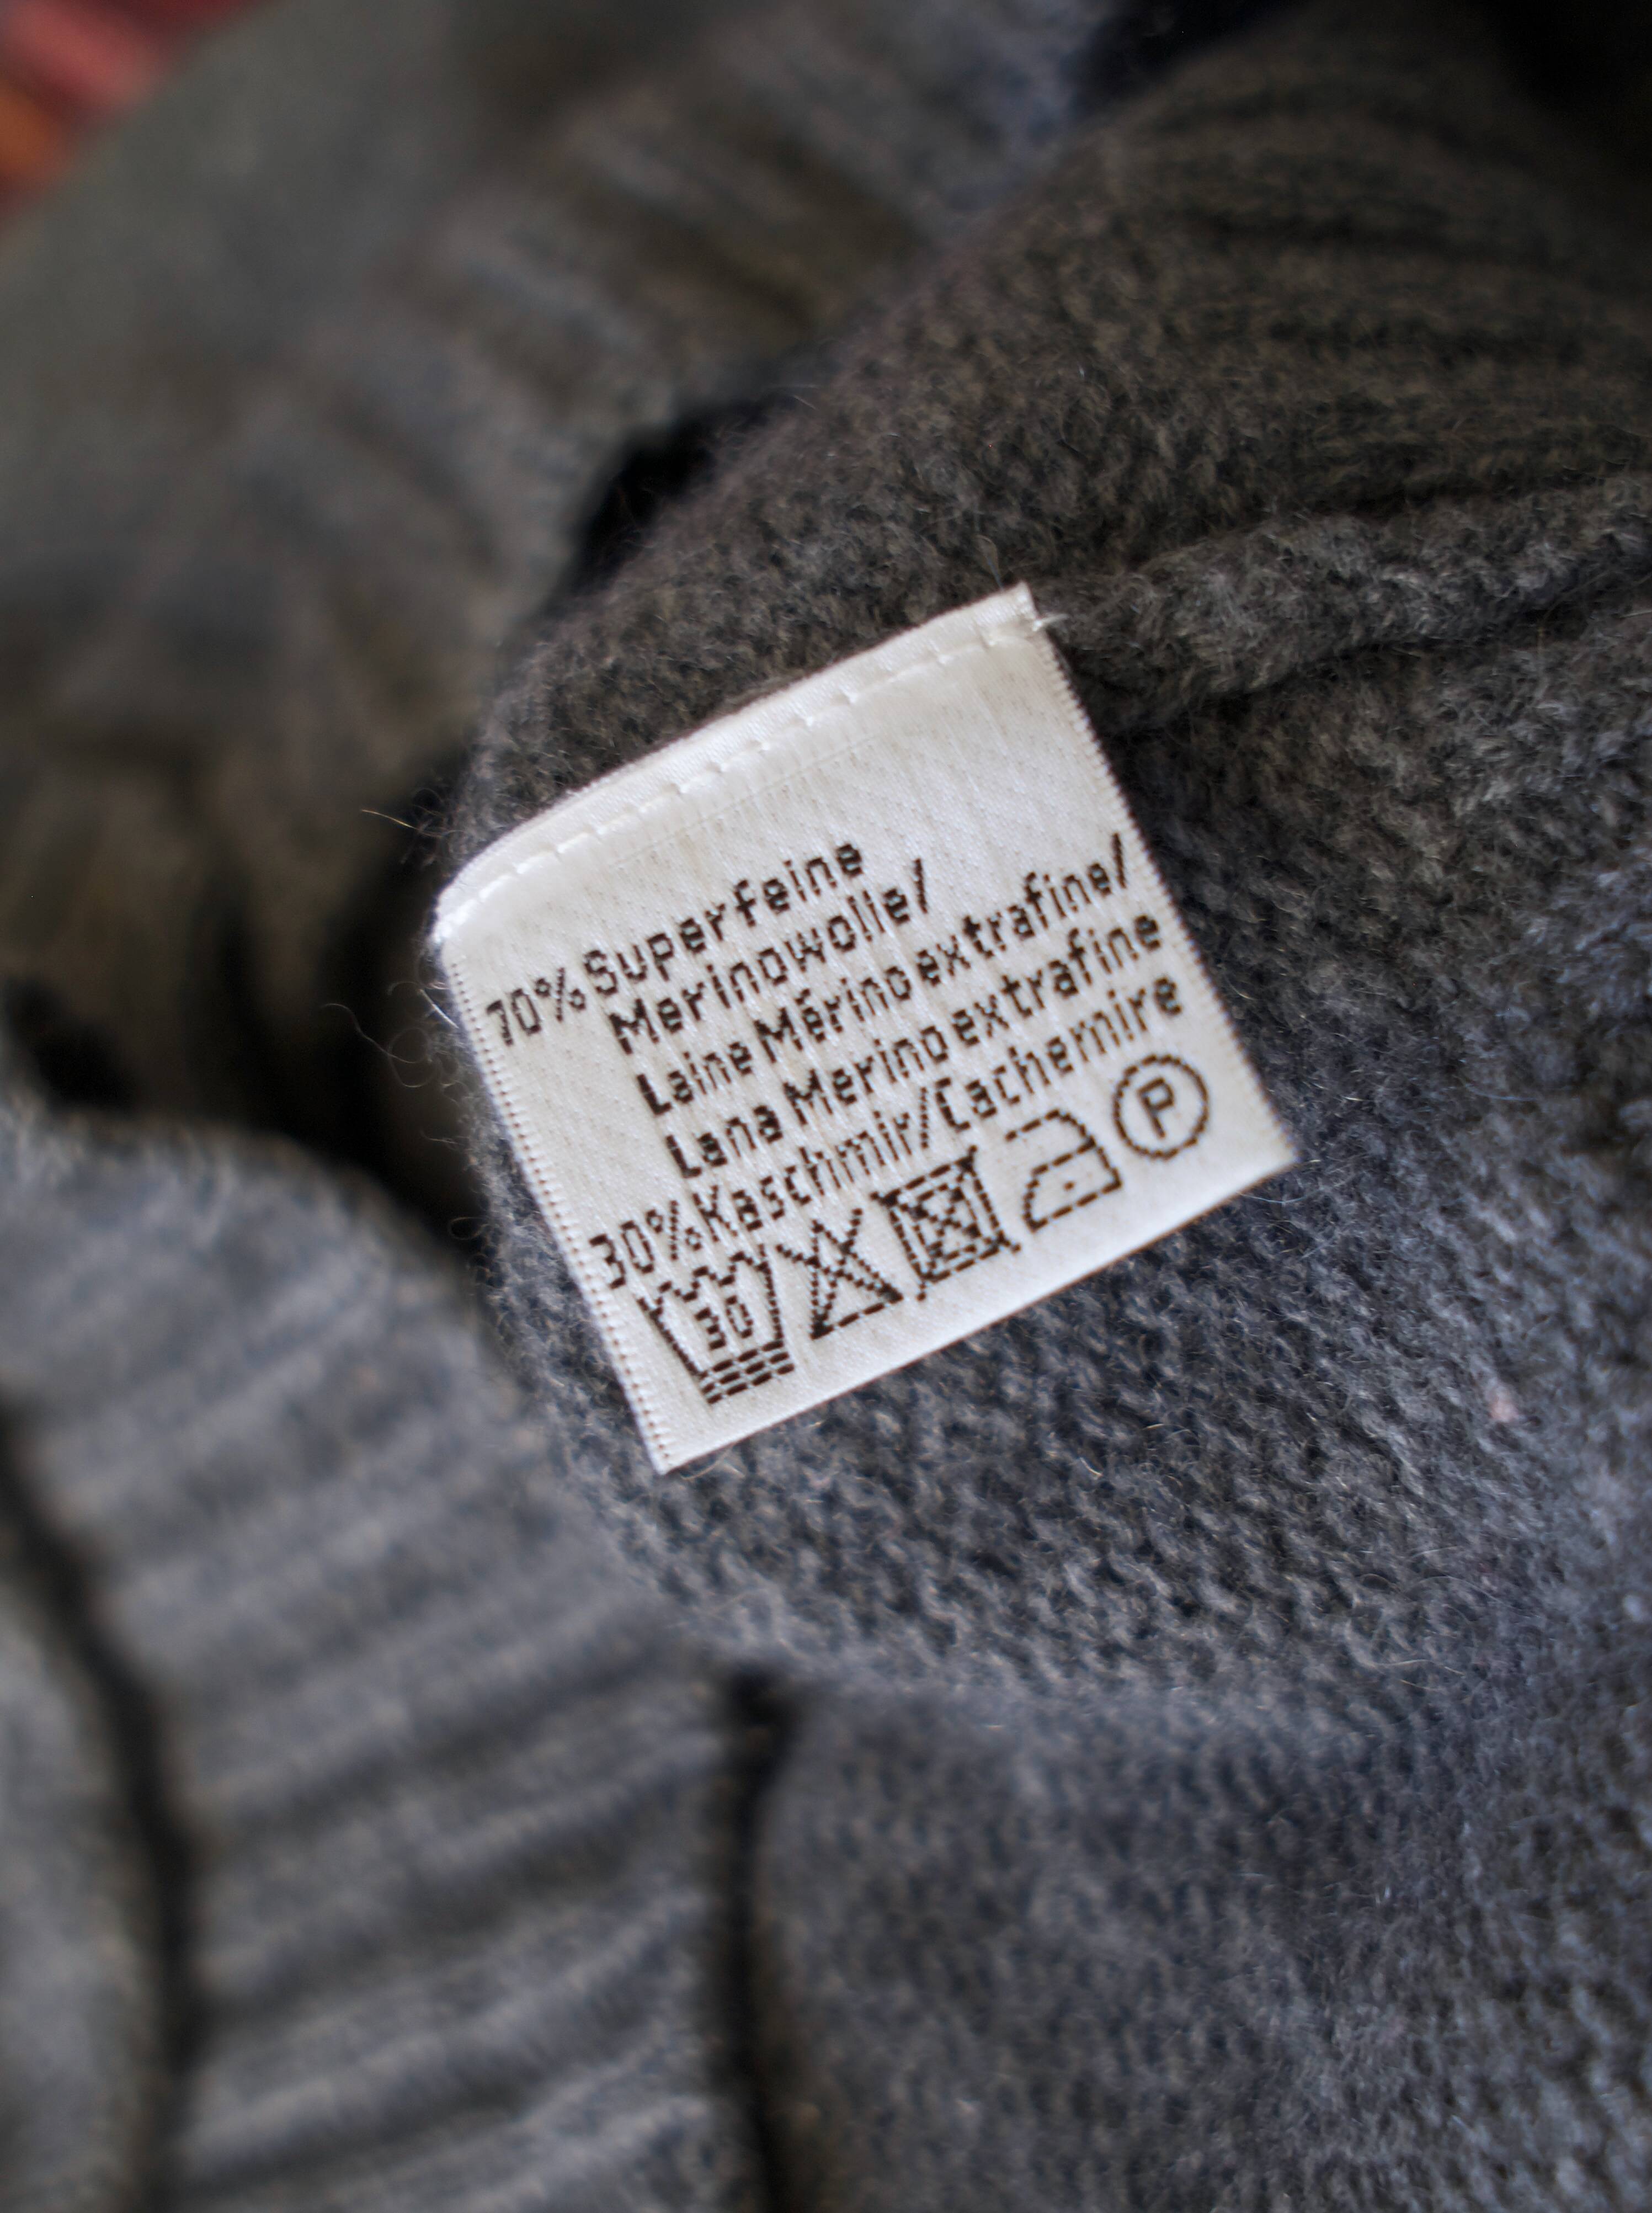 70% Superfeine
Merinowolle/
Laine Mérino extrafine/
Lana Merino extrafine
30% Kaschmir/Cachemire
30 P